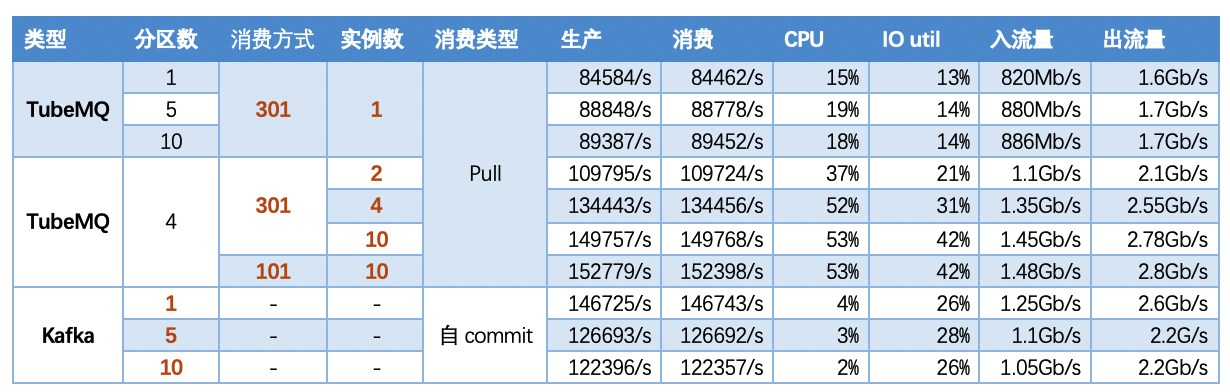 类型 分区数 消费方式 实例数 消费类型 生产 消费 CPU IO util 入流量 出流量
TubeMQ 1 301 1 Pull 84584/s 84462/s 15% 13% 820Mb/s 1.6Gb/s
5 88848/s 88778/s 19% 14% 880Mb/s 1.7Gb/s
10 89387/s 89452/s 18% 14% 886Mb/s 1.7Gb/s
TubeMQ 4 301 2 109795/s 109724/s 37% 21% 1.1Gb/s 2.1Gb/s
4 134443/s 134456/s 52% 31% 1.35Gb/s 2.55Gb/s
10 149757/s 149768/s 53% 42% 1.45Gb/s 2.78Gb/s
101 10 152779/s 152398/s 53% 42% 1.48Gb/s 2.8Gb/s
Kafka 1 - - 自 commit 146725/s 146743/s 4% 26% 1.25Gb/s 2.6Gb/s
5 - - 126693/s 126692/s 3% 28% 1.1Gb/s 2.2G/s
10 - - 122396/s 122357/s 2% 26% 1.05Gb/s 2.2Gb/s